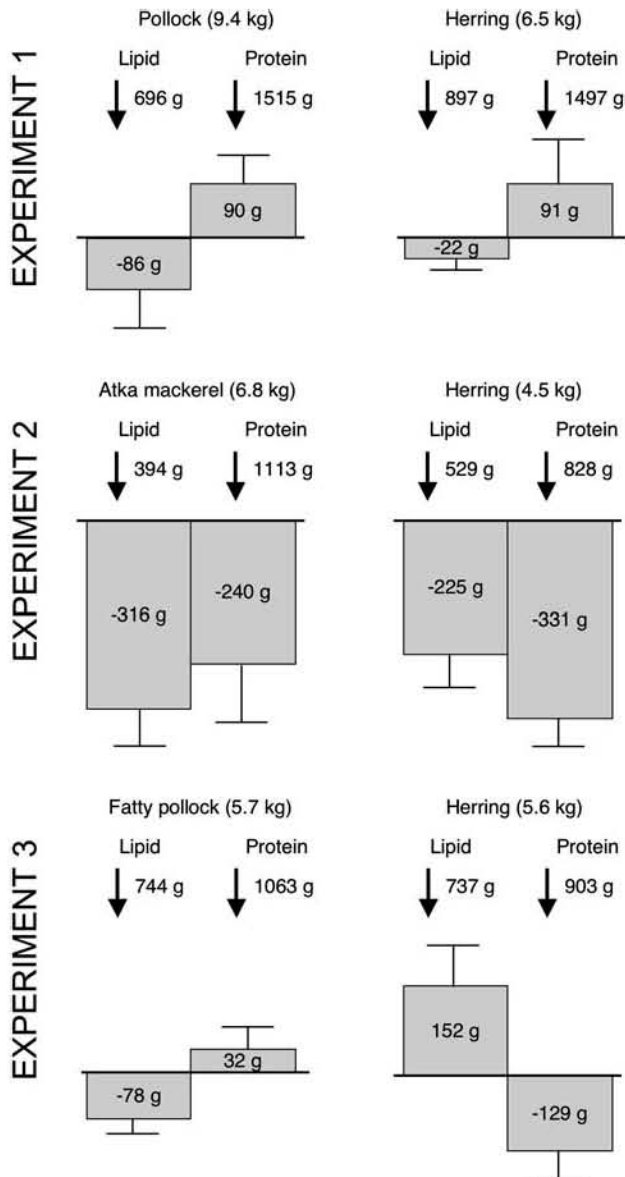 EXPERIMENT 1
Pollock (9.4 kg)
Lipid Protein
696 g 1515 g
90 g
-86 g
Herring (6.5 kg)
Lipid Protein
897 g 1497 g
91 g
-22 g
EXPERIMENT 2
Atka mackerel (6.8 kg)
Lipid Protein
394 g 1113 g
-316 g
-240 g
Herring (4.5 kg)
Lipid Protein
529 g 828 g
-225 g
-331 g
EXPERIMENT 3
Fatty pollock (5.7 kg)
Lipid Protein
744 g 1063 g
32 g
-78 g
Herring (5.6 kg)
Lipid Protein
737 g 903 g
152 g
-129 g